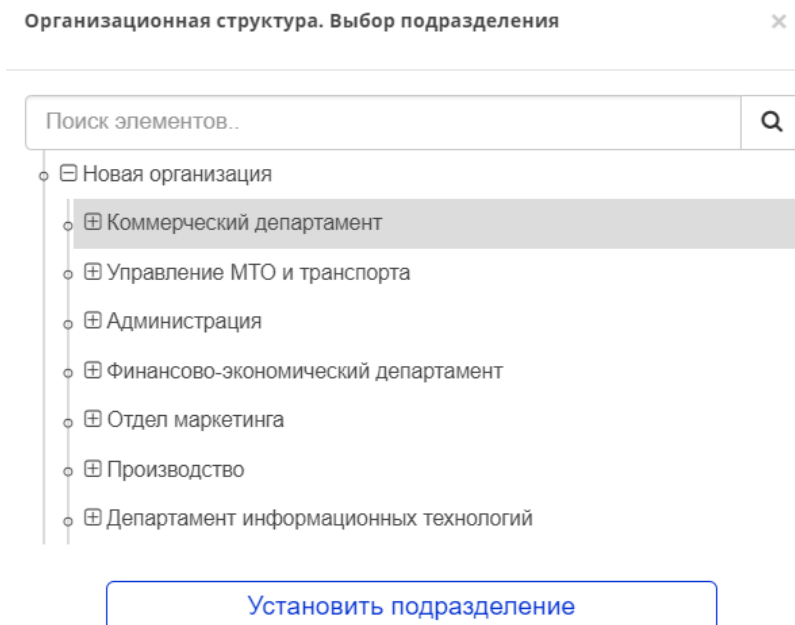 Организационная структура. Выбор подразделения
Поиск элементов..
Новая организация
Коммерческий департамент
Управление МТО и транспорта
Администрация
Финансово-экономический департамент
Отдел маркетинга
Производство
Департамент информационных технологий
Установить подразделение